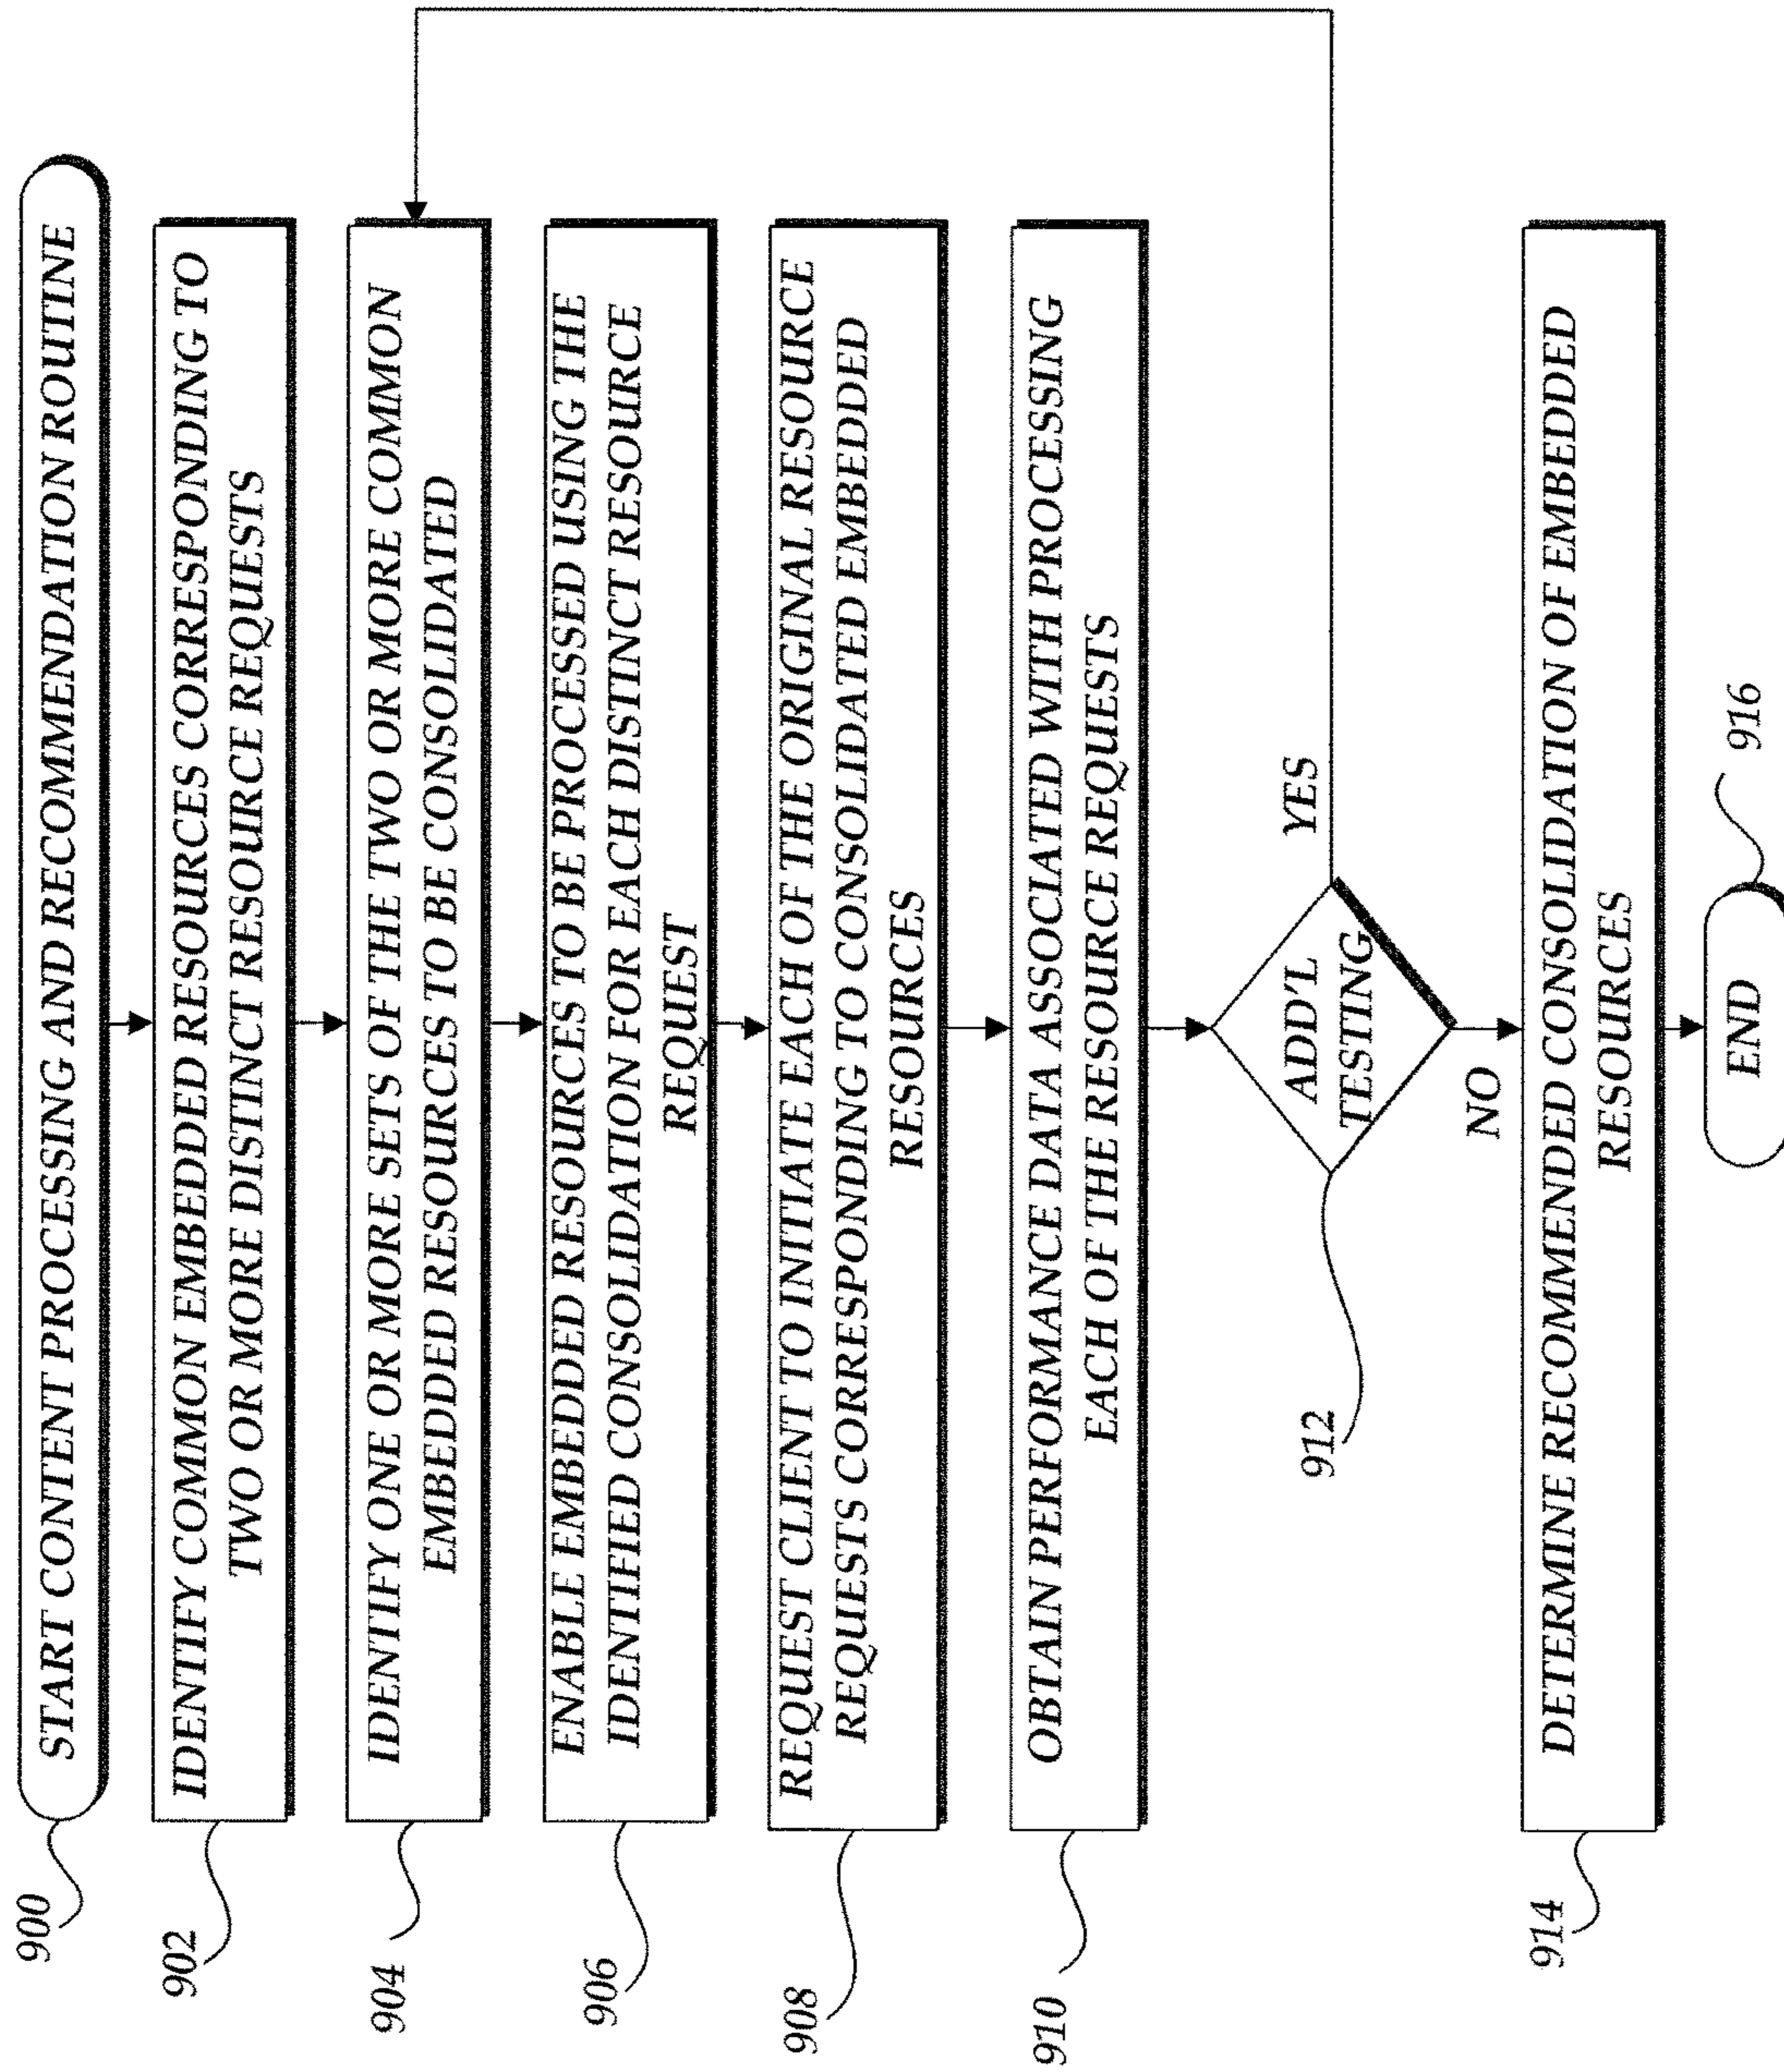 900
START CONTENT PROCESSING AND RECOMMENDATION ROUTINE
902
IDENTIFY COMMON EMBEDDED RESOURCES CORRESPONDING TO
TWO OR MORE DISTINCT RESOURCE REQUESTS
904
IDENTIFY ONE OR MORE SETS OF THE TWO OR MORE COMMON
EMBEDDED RESOURCES TO BE CONSOLIDATED
906
ENABLE EMBEDDED RESOURCES TO BE PROCESSED USING THE
IDENTIFIED CONSOLIDATION FOR EACH DISTINCT RESOURCE
REQUEST
908
REQUEST CLIENT TO INITIATE EACH OF THE ORIGINAL RESOURCE
REQUESTS CORRESPONDING TO CONSOLIDATED EMBEDDED
RESOURCES
910
OBTAIN PERFORMANCE DATA ASSOCIATED WITH PROCESSING
EACH OF THE RESOURCE REQUESTS
912
ADD'L
TESTING
YES
NO
914
DETERMINE RECOMMENDED CONSOLIDATION OF EMBEDDED
RESOURCES
END
916